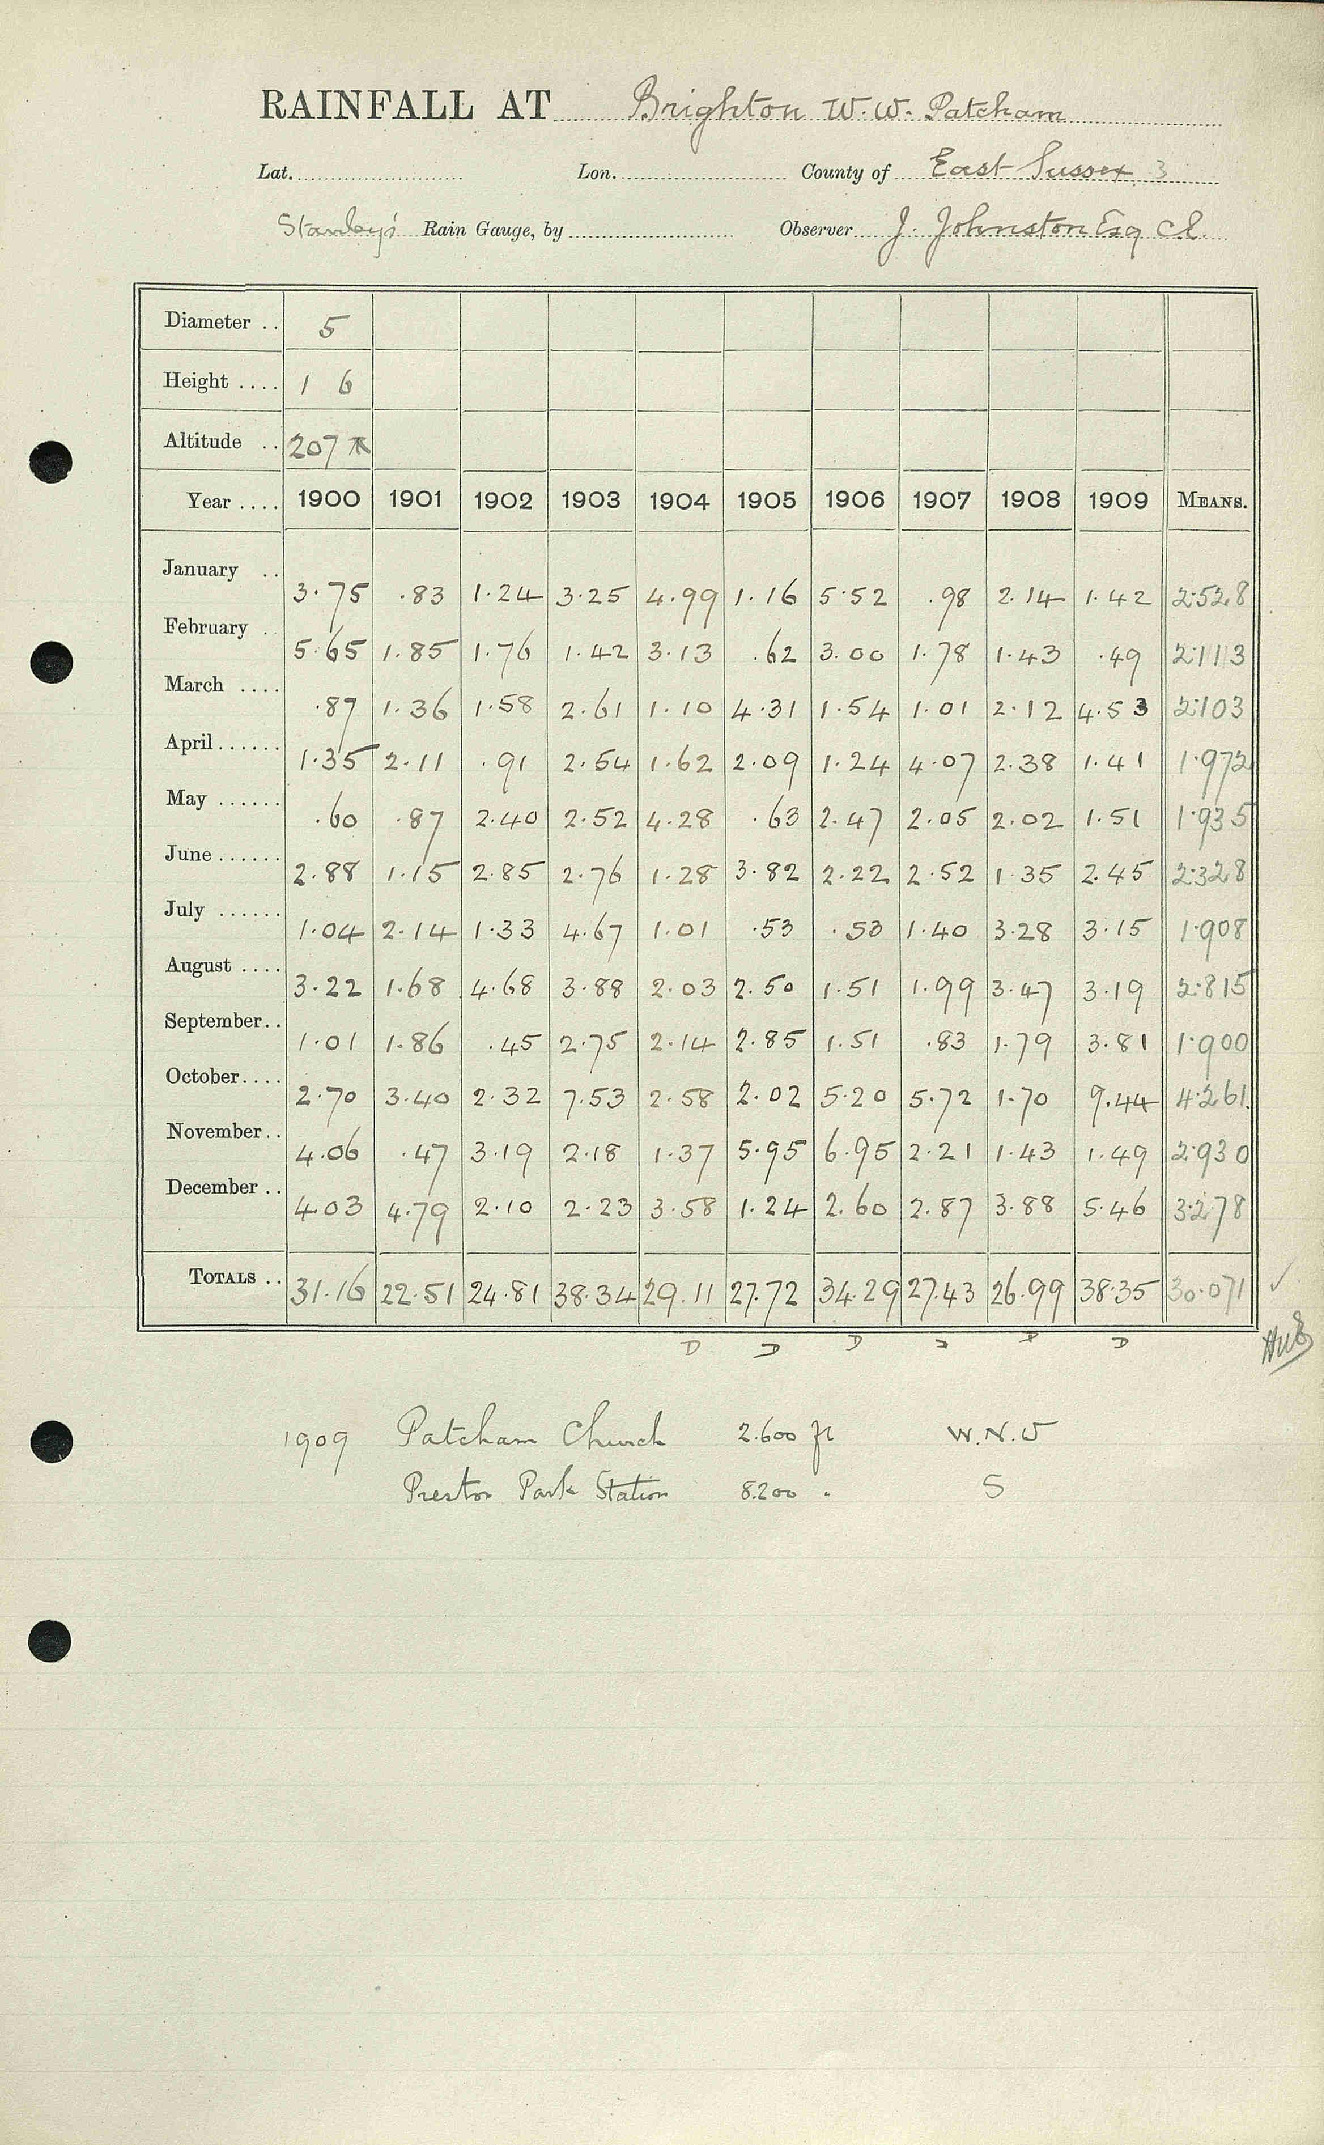 RAINFALL AT Brighton W.W. Patcham
Lat. Lon. County of East Sussex 3
Stanley's Rain Gauge, by Observer J. Johnston Esq C.E.
Diameter .. 5
Height .... 1 6
Altitude .. 207
Year .... 1900 1901 1902 1903 1904 1905 1906 1907 1908 1909 MEANS.
January .. 3.75 .83 1.24 3.25 4.99 1.16 5.52 .98 2.14 1.42 2.528
February .. 5.65 1.85 1.76 1.42 3.13 .62 3.00 1.78 1.43 .49 2.113
March .... .87 1.36 1.58 2.61 1.10 4.31 1.54 1.01 2.12 4.53 2.103
April ...... 1.35 2.11 .91 2.54 1.62 2.09 1.24 4.07 2.38 1.41 1.972
May ...... .60 .87 2.40 2.52 4.28 .63 2.47 2.05 2.02 1.51 1.935
June ...... 2.88 1.15 2.85 2.76 1.28 3.82 2.22 2.52 1.35 2.45 2.328
July ...... 1.04 2.14 1.33 4.67 1.01 .53 .53 1.40 3.28 3.15 1.908
August .... 3.22 1.68 4.68 3.88 2.03 2.50 1.51 1.99 3.47 3.19 2.815
September.. 1.01 1.86 .45 2.75 2.14 2.85 1.51 .83 1.79 3.81 1.900
October.... 2.70 3.40 2.32 7.53 2.58 2.02 5.20 5.72 1.70 9.44 4.261
November.. 4.06 .47 3.19 2.18 1.37 5.95 6.95 2.21 1.43 1.49 2.930
December .. 4.03 4.79 2.10 2.23 3.58 1.24 2.60 2.87 3.88 5.46 3.278
TOTALS .. 31.16 22.51 24.81 38.34 29.11 27.72 34.29 27.43 26.99 38.35 30.071
D D D D D D
1909 Patcham Church 2.600 ft W.N.W
Preston Park Station 8.200 " S